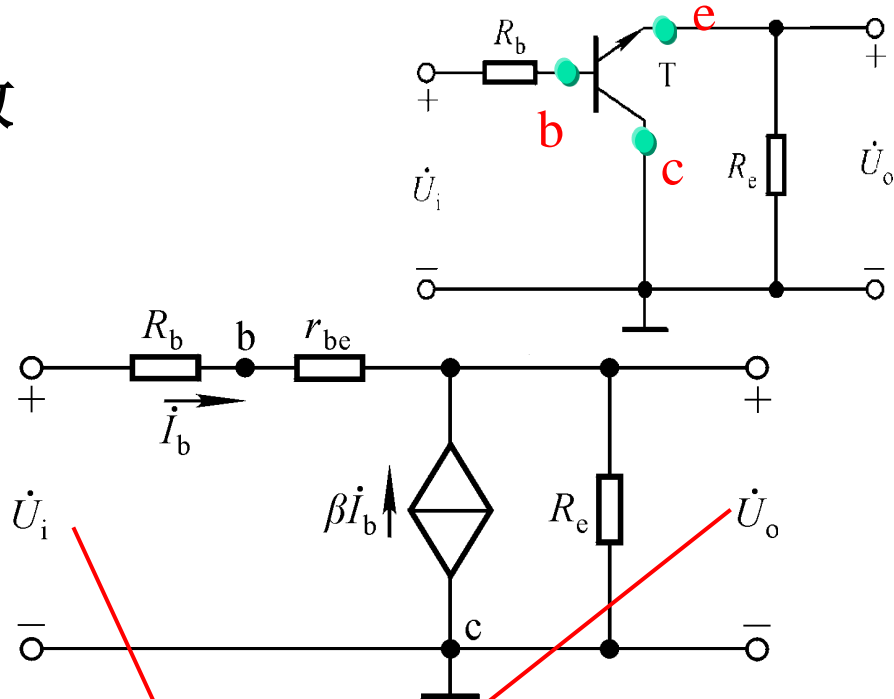 e
R_b
T
+
+
b
c
U̇_i
R_e
U̇_o
−
−
R_b
b
r_be
+
İ_b
+
U̇_i
βİ_b
R_e
U̇_o
−
c
−